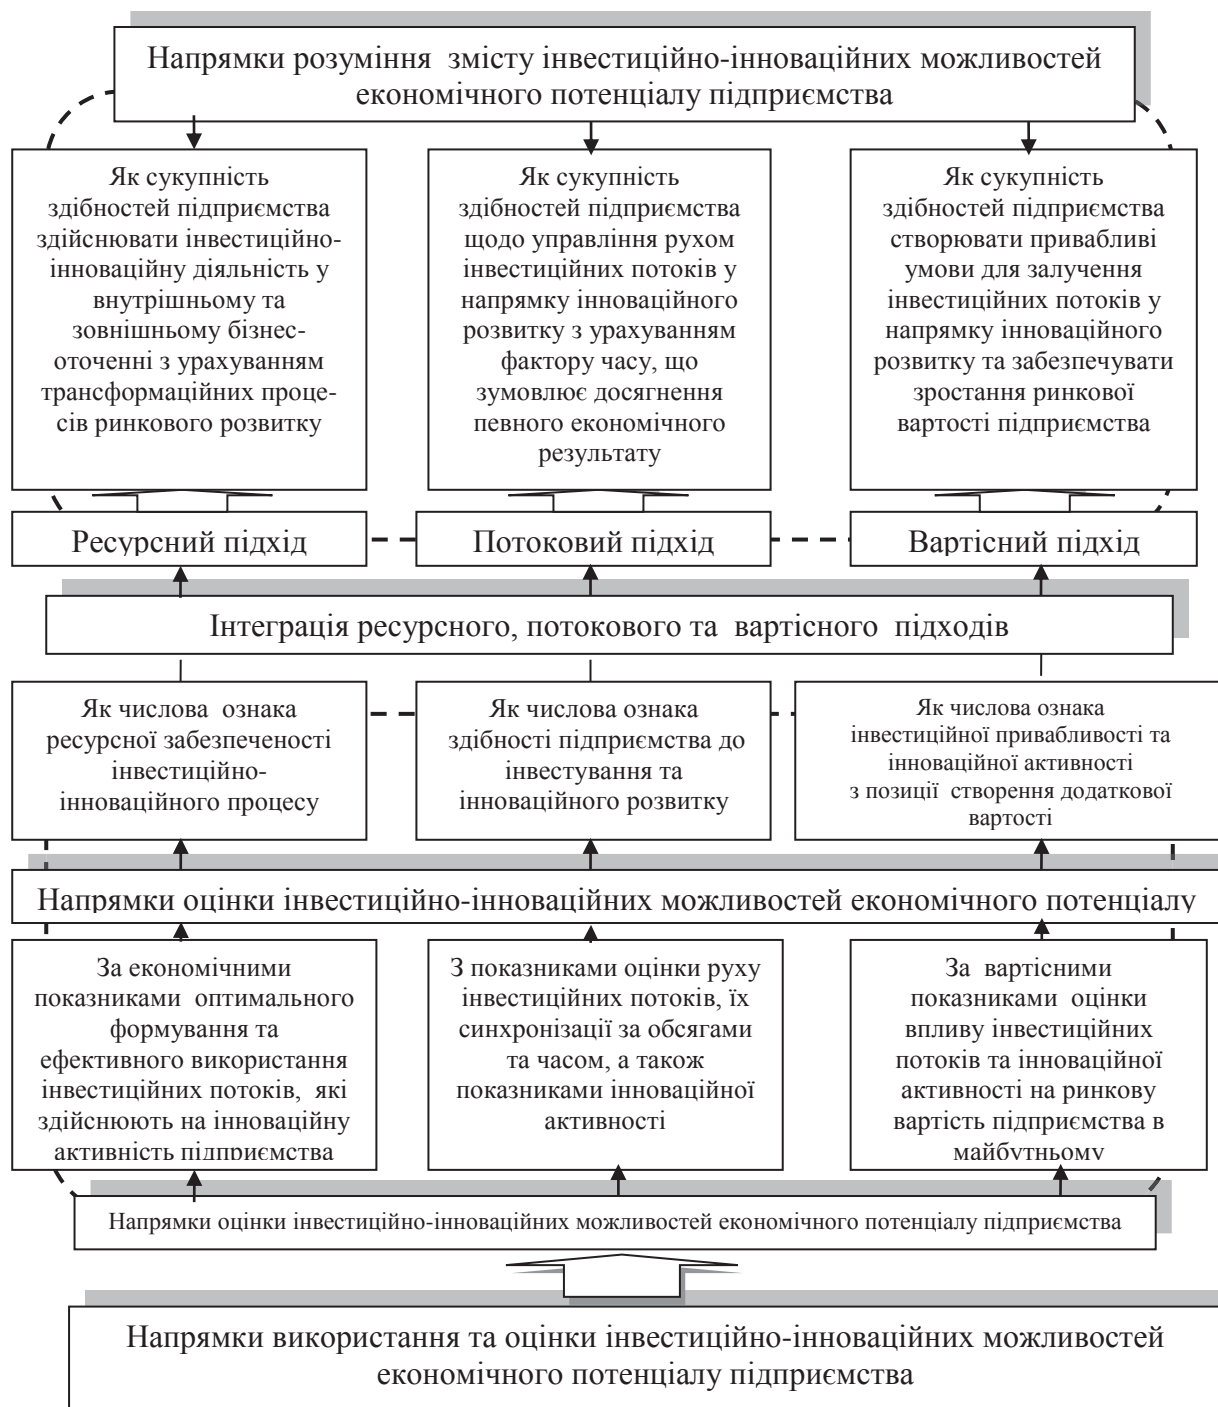 Напрямки розуміння змісту інвестиційно-інноваційних можливостей
економічного потенціалу підприємства
Як сукупність
здібностей підприємства
здійснювати інвестиційно-
інноваційну діяльність у
внутрішньому та
зовнішньому бізнес-
оточенні з урахуванням
трансформаційних проце-
сів ринкового розвитку
Як сукупність
здібностей підприємства
щодо управління рухом
інвестиційних потоків у
напрямку інноваційного
розвитку з урахуванням
фактору часу, що
зумовлює досягнення
певного економічного
результату
Як сукупність
здібностей підприємства
створювати привабливі
умови для залучення
інвестиційних потоків у
напрямку інноваційного
розвитку та забезпечувати
зростання ринкової
вартості підприємства
Ресурсний підхід
Потоковий підхід
Вартісний підхід
Інтеграція ресурсного, потокового та вартісного підходів
Як числова ознака
ресурсної забезпеченості
інвестиційно-
інноваційного процесу
Як числова ознака
здібності підприємства до
інвестування та
інноваційного розвитку
Як числова ознака
інвестиційної привабливості та
інноваційної активності
з позиції створення додаткової
вартості
Напрямки оцінки інвестиційно-інноваційних можливостей економічного потенціалу
За економічними
показниками оптимального
формування та
ефективного використання
інвестиційних потоків, які
здійснюють на інноваційну
активність підприємства
З показниками оцінки руху
інвестиційних потоків, їх
синхронізації за обсягами
та часом, а також
показниками інноваційної
активності
За вартісними
показниками оцінки
впливу інвестиційних
потоків та інноваційної
активності на ринкову
вартість підприємства в
майбутньому
Напрямки оцінки інвестиційно-інноваційних можливостей економічного потенціалу підприємства
Напрямки використання та оцінки інвестиційно-інноваційних можливостей
економічного потенціалу підприємства